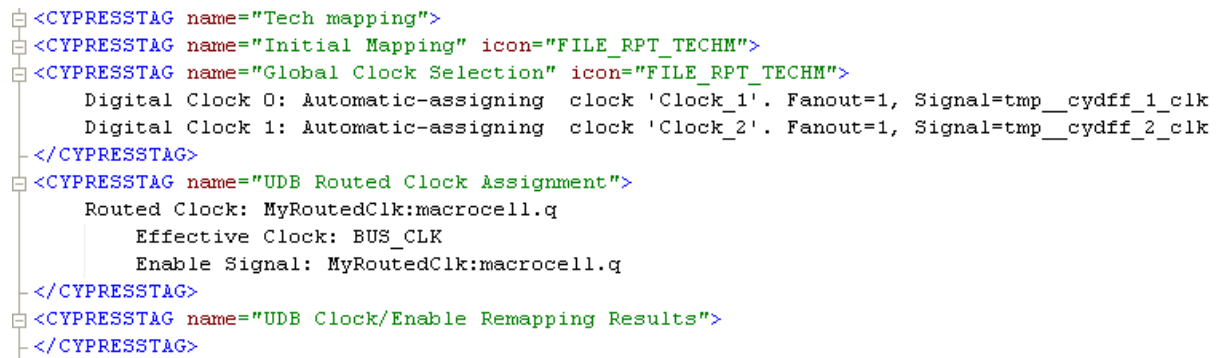 <CYPRESSTAG name="Tech mapping">
<CYPRESSTAG name="Initial Mapping" icon="FILE_RPT_TECHM">
<CYPRESSTAG name="Global Clock Selection" icon="FILE_RPT_TECHM">
    Digital Clock 0: Automatic-assigning  clock 'Clock_1'. Fanout=1, Signal=tmp__cydff_1_clk
    Digital Clock 1: Automatic-assigning  clock 'Clock_2'. Fanout=1, Signal=tmp__cydff_2_clk
</CYPRESSTAG>
<CYPRESSTAG name="UDB Routed Clock Assignment">
    Routed Clock: MyRoutedClk:macrocell.q
        Effective Clock: BUS_CLK
        Enable Signal: MyRoutedClk:macrocell.q
</CYPRESSTAG>
<CYPRESSTAG name="UDB Clock/Enable Remapping Results">
</CYPRESSTAG>